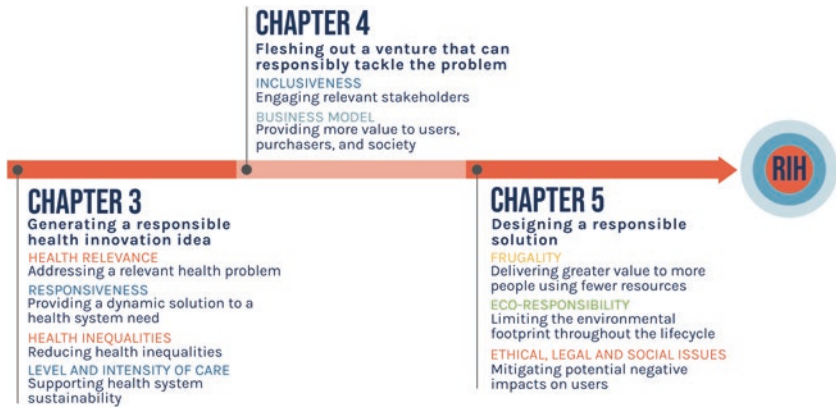 CHAPTER 4
Fleshing out a venture that can
responsibly tackle the problem
INCLUSIVENESS
Engaging relevant stakeholders
BUSINESS MODEL
Providing more value to users,
purchasers, and society
RIH
CHAPTER 3
Generating a responsible
health innovation idea
HEALTH RELEVANCE
Addressing a relevant health problem
RESPONSIVENESS
Providing a dynamic solution to a
health system need
HEALTH INEQUALITIES
Reducing health inequalities
LEVEL AND INTENSITY OF CARE
Supporting health system
sustainability
CHAPTER 5
Designing a responsible
solution
FRUGALITY
Delivering greater value to more
people using fewer resources
ECO-RESPONSIBILITY
Limiting the environmental
footprint throughout the lifecycle
ETHICAL, LEGAL AND SOCIAL ISSUES
Mitigating potential negative
impacts on users